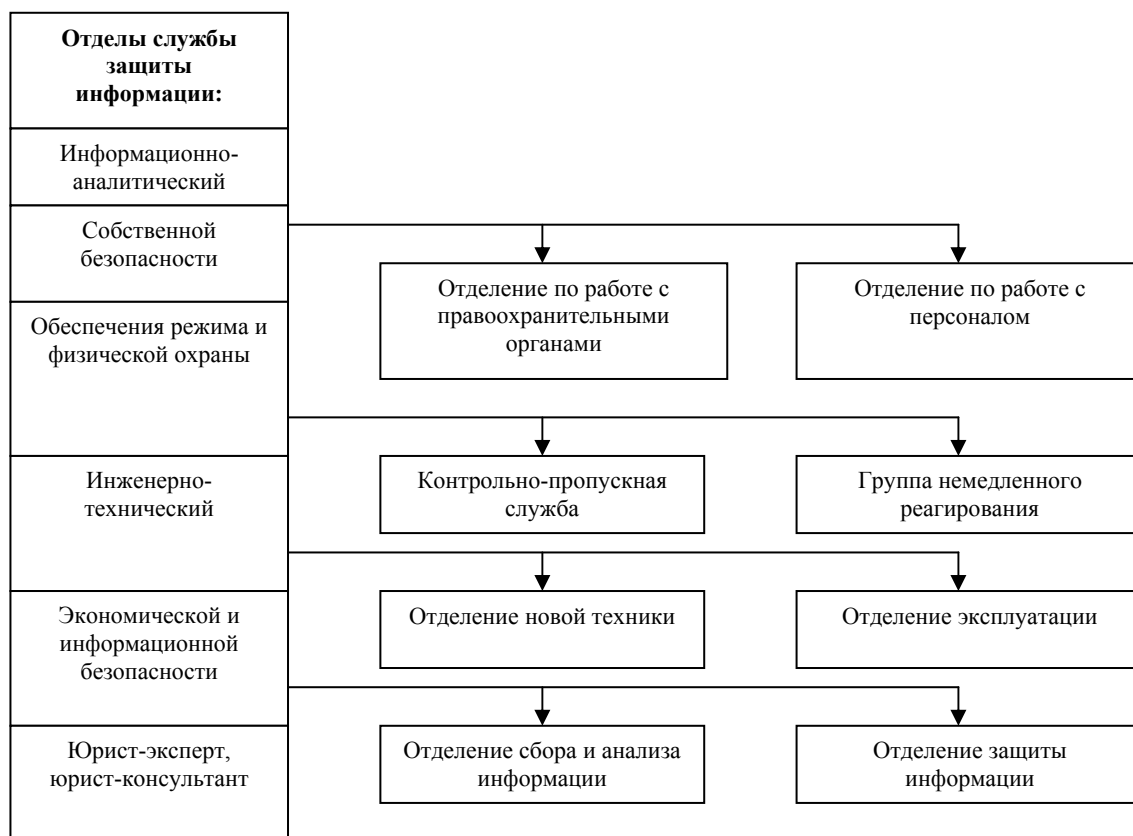 Отделы службы
защиты
информации:
Информационно-
аналитический
Собственной
безопасности
Отделение по работе с
правоохранительными
органами
Отделение по работе с
персоналом
Обеспечения режима и
физической охраны
Контрольно-пропускная
служба
Группа немедленного
реагирования
Инженерно-
технический
Отделение новой техники
Отделение эксплуатации
Экономической и
информационной
безопасности
Отделение сбора и анализа
информации
Отделение защиты
информации
Юрист-эксперт,
юрист-консультант